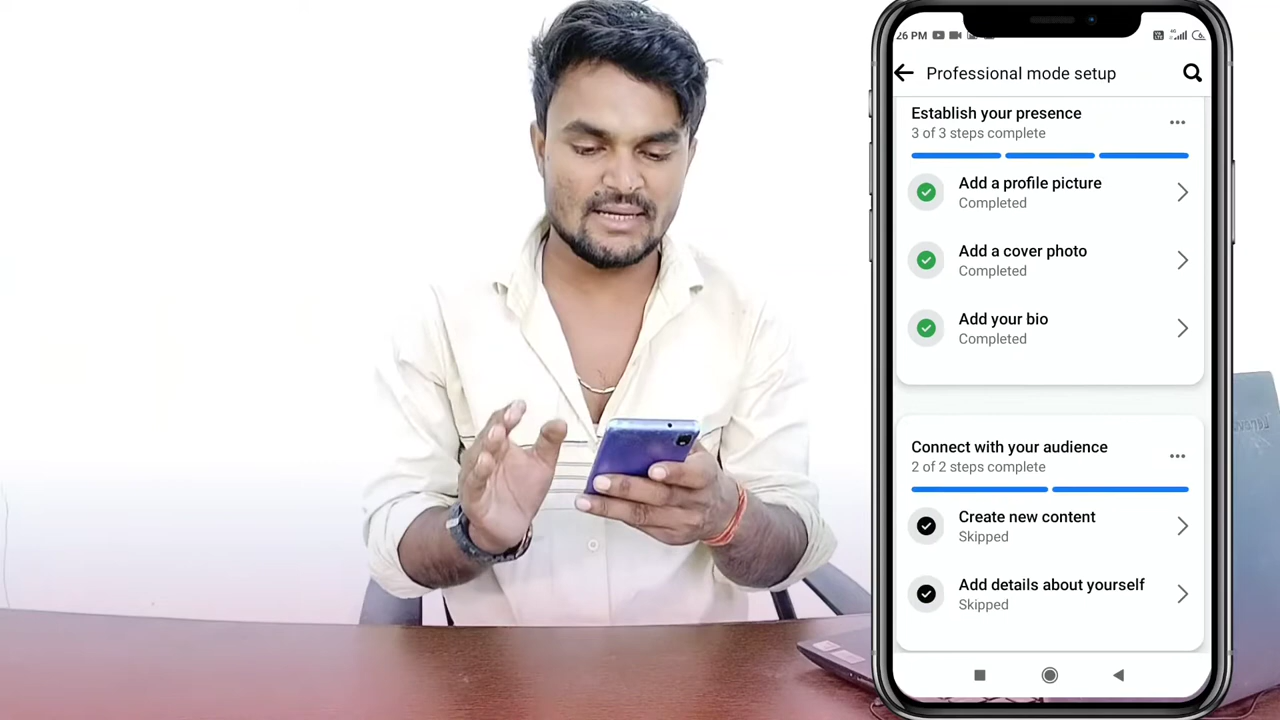 26 PM
Professional mode setup
Establish your presence
3 of 3 steps complete
Add a profile picture
Completed
Add a cover photo
Completed
Add your bio
Completed
Connect with your audience
2 of 2 steps complete
Create new content
Skipped
Add details about yourself
Skipped